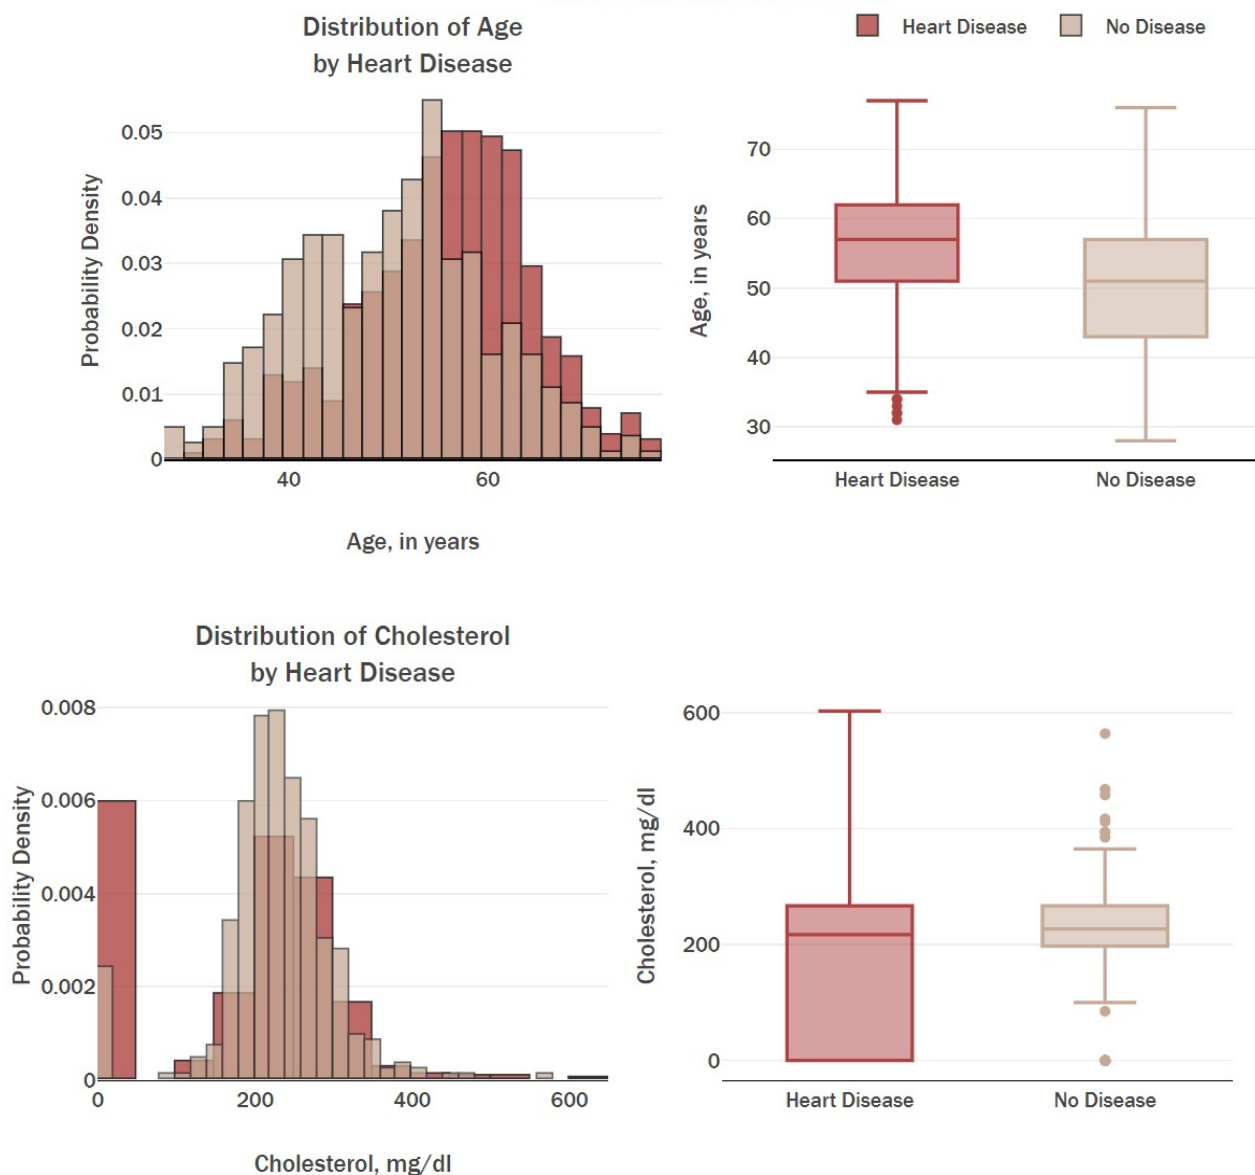 Distribution of Age
by Heart Disease
Heart Disease
No Disease
Probability Density
0.05
0.04
0.03
0.02
0.01
0
40
60
Age, in years
Age, in years
70
60
50
40
30
Heart Disease
No Disease
Distribution of Cholesterol
by Heart Disease
Probability Density
0.008
0.006
0.004
0.002
0
0
200
400
600
Cholesterol, mg/dl
Cholesterol, mg/dl
600
400
200
0
Heart Disease
No Disease